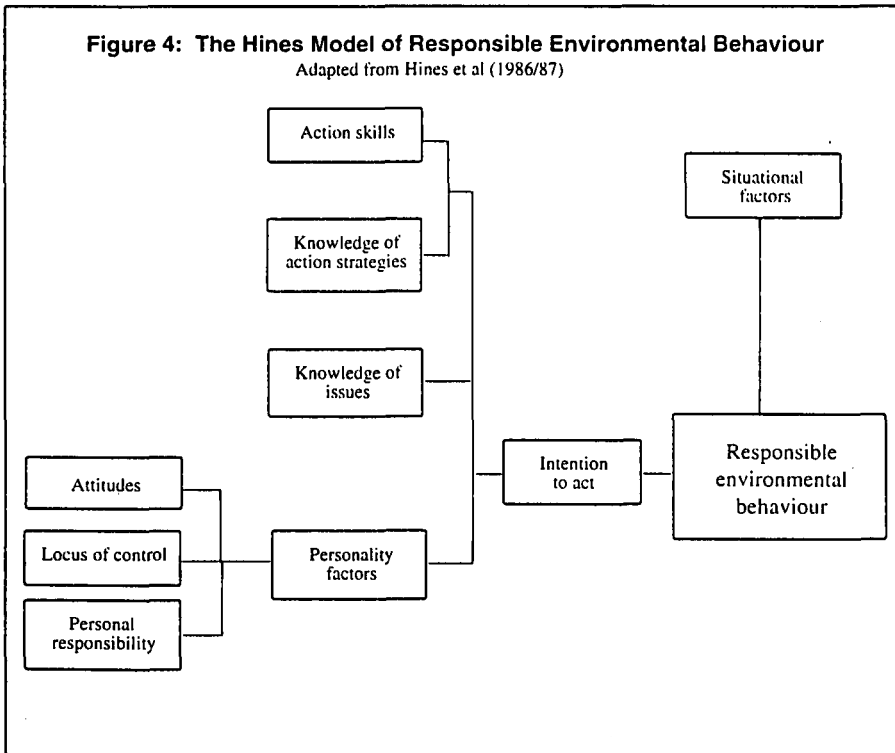 Figure 4: The Hines Model of Responsible Environmental Behaviour
Adapted from Hines et al (1986/87)
Action skills
Situational
factors
Knowledge of
action strategies
Knowledge of
issues
Attitudes
Locus of control
Personal
responsibility
Personality
factors
Intention
to act
Responsible
environmental
behaviour